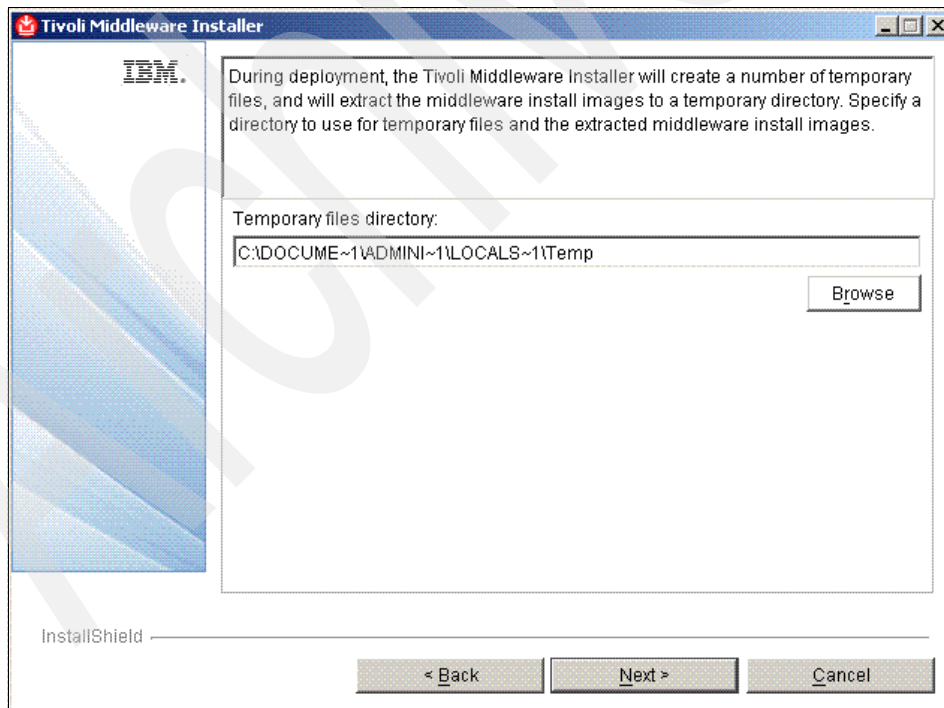 Tivoli Middleware Installer
IBM.
During deployment, the Tivoli Middleware Installer will create a number of temporary
files, and will extract the middleware install images to a temporary directory. Specify a
directory to use for temporary files and the extracted middleware install images.
Temporary files directory:
C:\DOCUME~1\ADMINI~1\LOCALS~1\Temp
Browse
InstallShield
< Back
Next >
Cancel